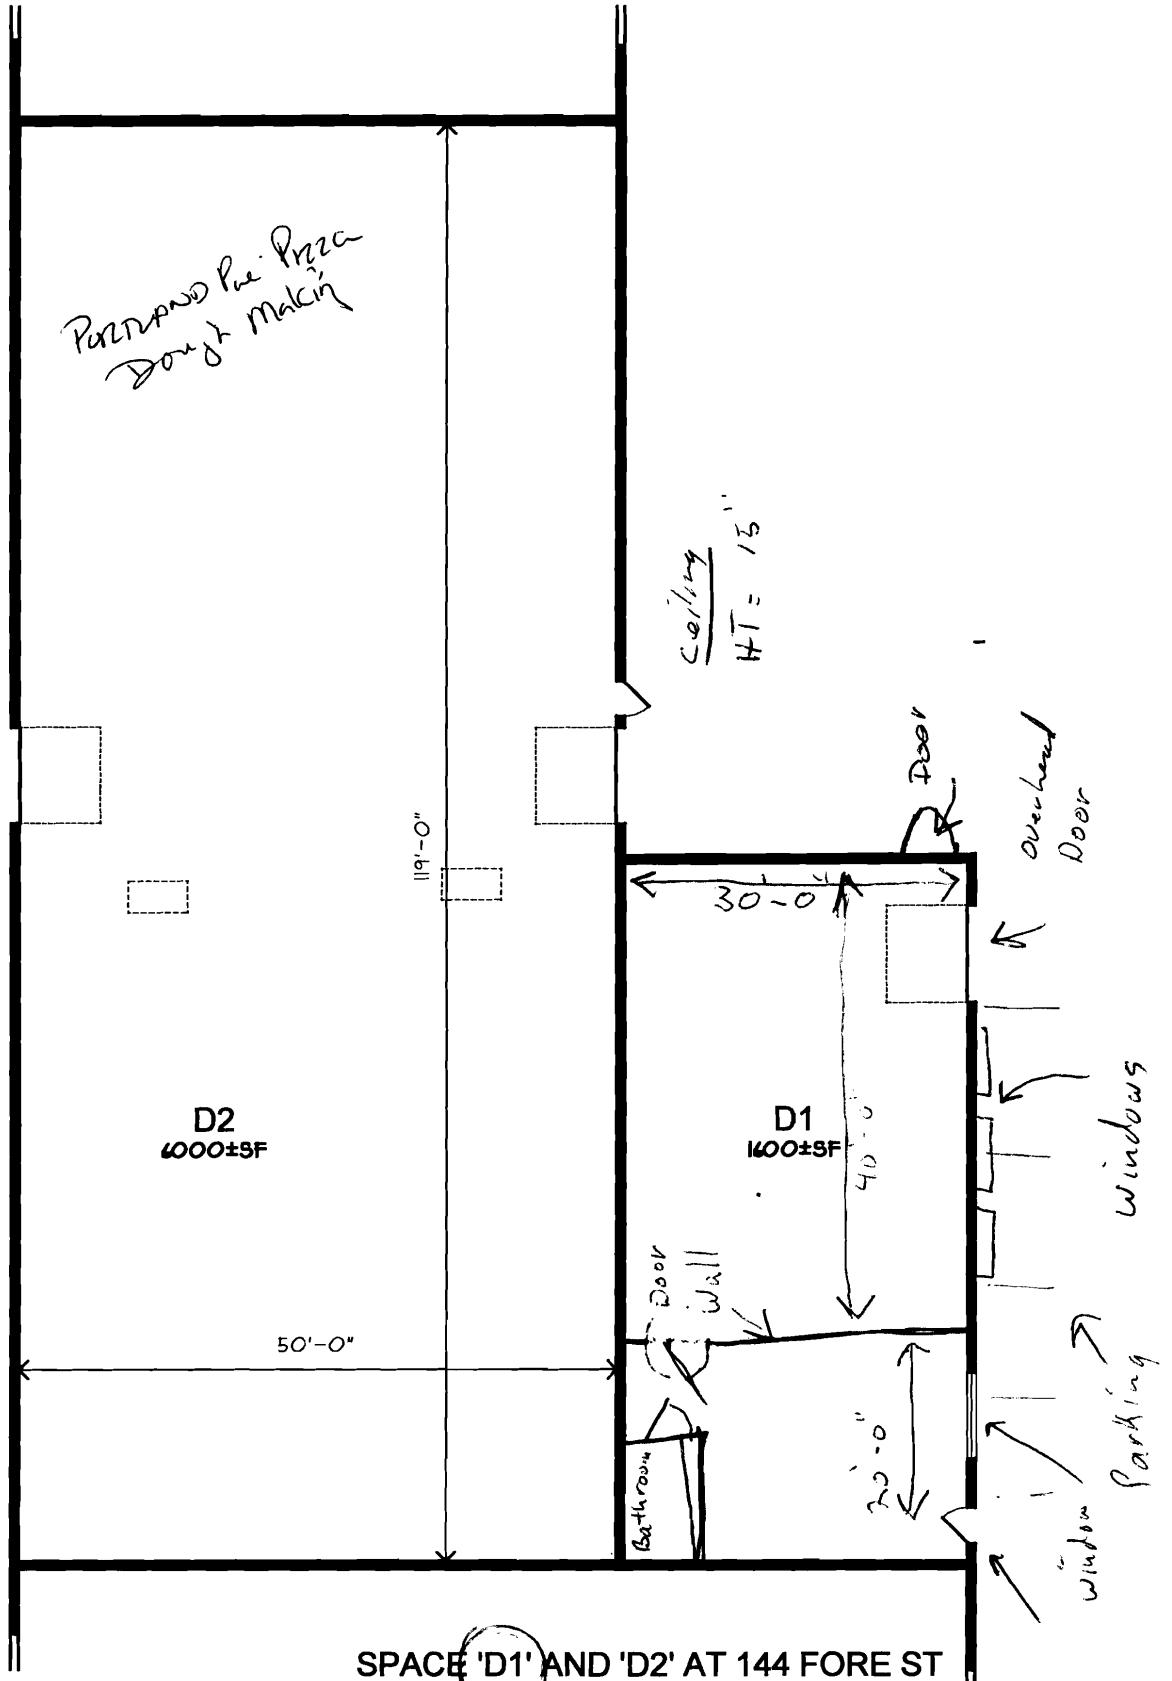 PORTLAND Pie Pizza
Dough Making
Ceiling
HT = 15''
Door
overhead
Door
30'-0"
119'-0"
D2
6000±SF
D1
1600±SF
40'-0"
windows
Door
Wall
50'-0"
Parking
20'-0"
Bathroom
window
SPACE 'D1' AND 'D2' AT 144 FORE ST